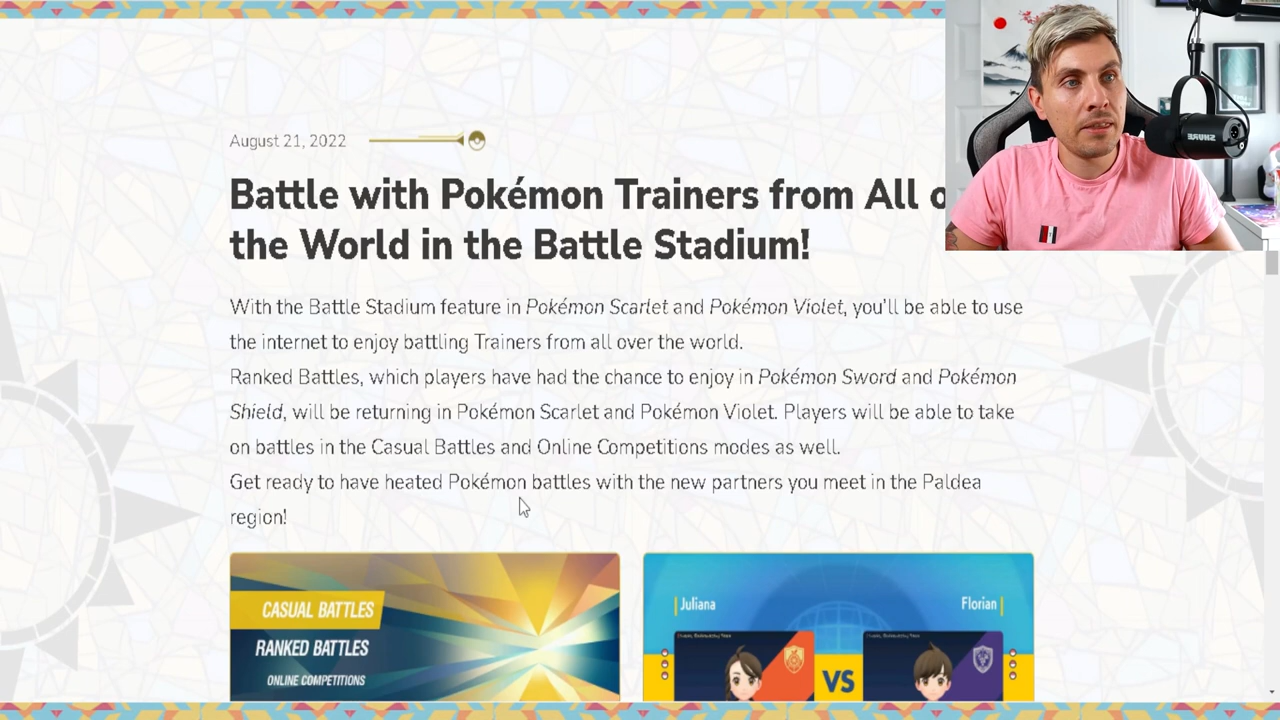 August 21, 2022
Battle with Pokémon Trainers from All o
the World in the Battle Stadium!
With the Battle Stadium feature in Pokémon Scarlet and Pokémon Violet, you'll be able to use
the internet to enjoy battling Trainers from all over the world.
Ranked Battles, which players have had the chance to enjoy in Pokémon Sword and Pokémon
Shield, will be returning in Pokémon Scarlet and Pokémon Violet. Players will be able to take
on battles in the Casual Battles and Online Competitions modes as well.
Get ready to have heated Pokémon battles with the new partners you meet in the Paldea
region!
CASUAL BATTLES
RANKED BATTLES
ONLINE COMPETITIONS
Juliana
Florian
VS
SHURE